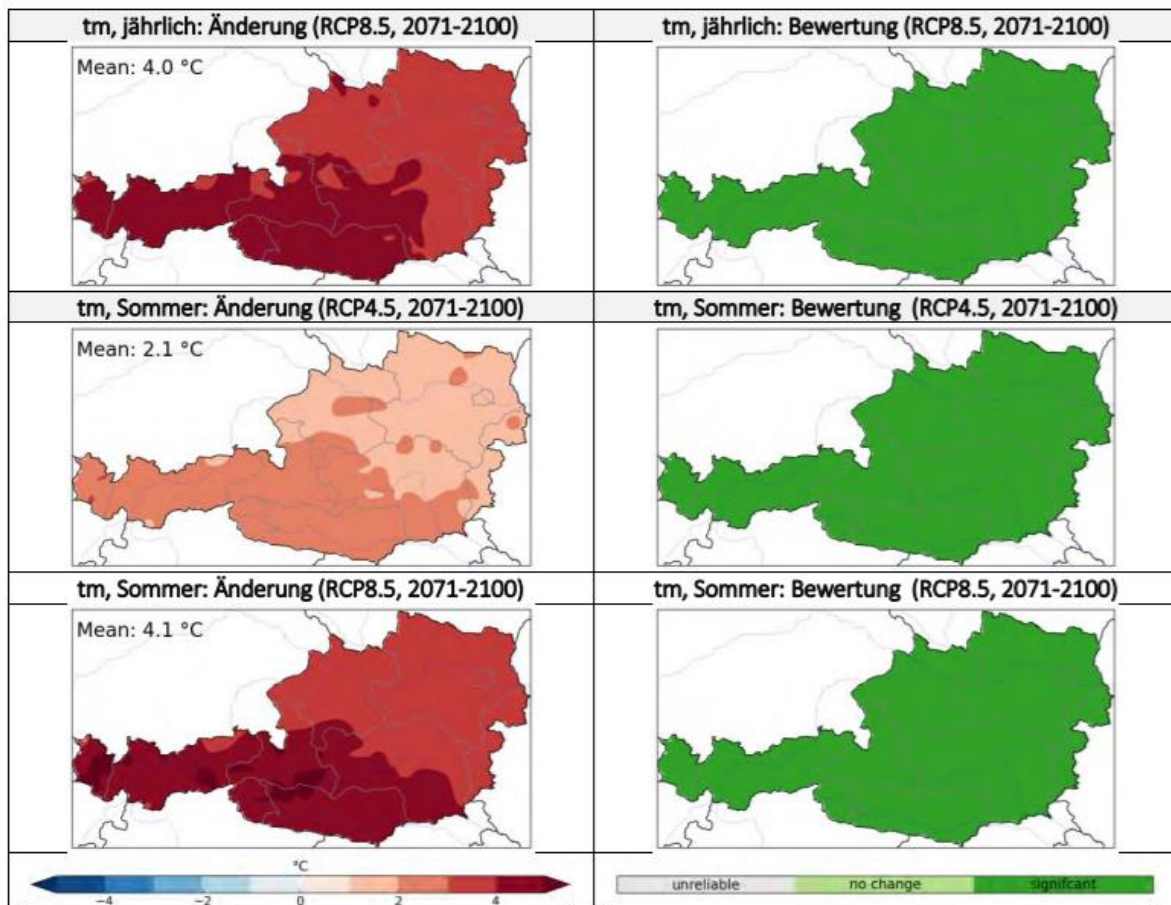 tm, jährlich: Änderung (RCP8.5, 2071-2100)
tm, jährlich: Bewertung (RCP8.5, 2071-2100)
Mean: 4.0 °C
tm, Sommer: Änderung (RCP4.5, 2071-2100)
tm, Sommer: Bewertung (RCP4.5, 2071-2100)
Mean: 2.1 °C
tm, Sommer: Änderung (RCP8.5, 2071-2100)
tm, Sommer: Bewertung (RCP8.5, 2071-2100)
Mean: 4.1 °C
°C
−4 −2 0 2 4
unreliable no change signifcant